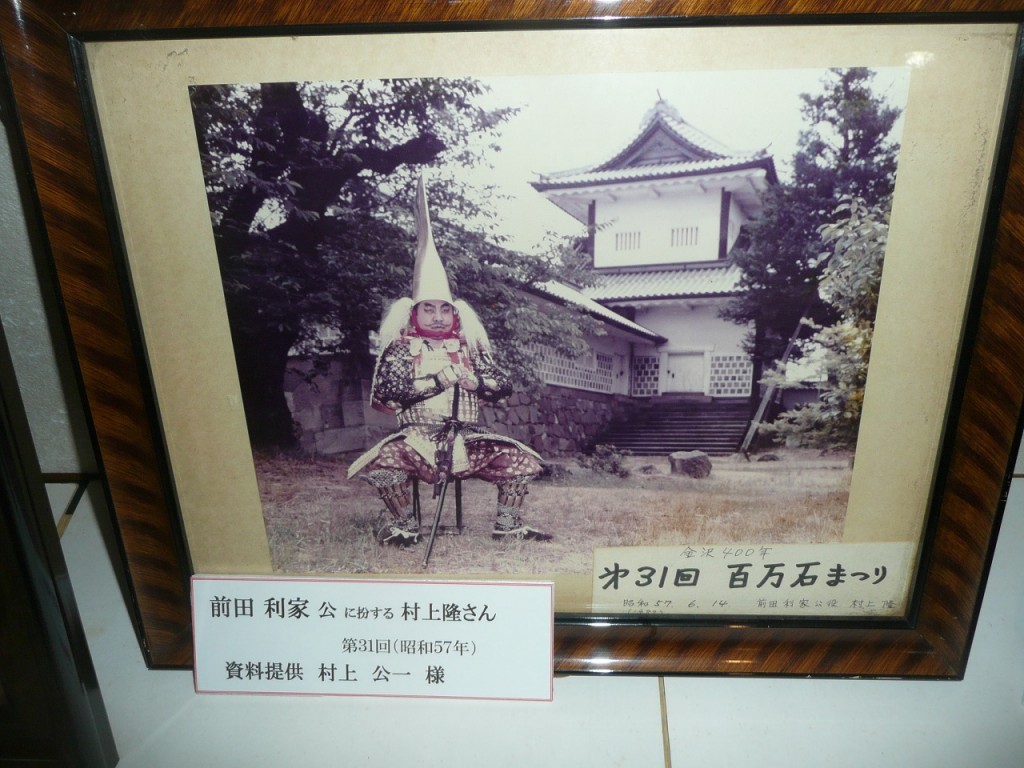 金沢400年
第31回 百万石まつり
昭和57.6.14 前田利家公役 村上隆
前田 利家 公 に扮する 村上隆さん
第31回(昭和57年)
資料提供 村上 公一 様